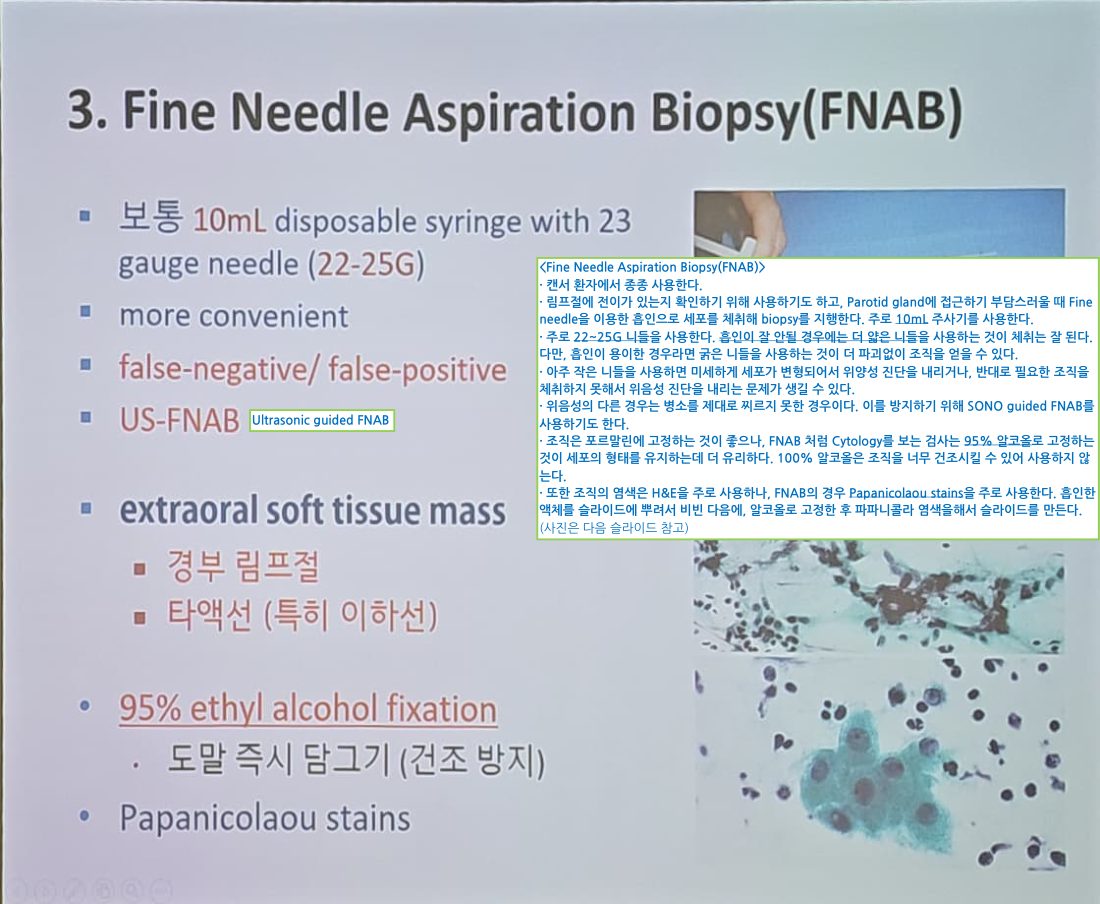 3. Fine Needle Aspiration Biopsy(FNAB)
보통 10mL disposable syringe with 23
gauge needle (22-25G)
more convenient
false-negative/ false-positive
US-FNAB
Ultrasonic guided FNAB
extraoral soft tissue mass
경부 림프절
타액선 (특히 이하선)
95% ethyl alcohol fixation
도말 즉시 담그기 (건조 방지)
Papanicolaou stains
<Fine Needle Aspiration Biopsy(FNAB)>
· 캔서 환자에서 종종 사용한다.
· 림프절에 전이가 있는지 확인하기 위해 사용하기도 하고, Parotid gland에 접근하기 부담스러울 때 Fine
needle을 이용한 흡인으로 세포를 체취해 biopsy를 지행한다. 주로 10mL 주사기를 사용한다.
· 주로 22~25G 니들을 사용한다. 흡인이 잘 안될 경우에는 더 얇은 니들을 사용하는 것이 체취는 잘 된다.
다만, 흡인이 용이한 경우라면 굵은 니들을 사용하는 것이 더 파괴없이 조직을 얻을 수 있다.
· 아주 작은 니들을 사용하면 미세하게 세포가 변형되어서 위양성 진단을 내리거나, 반대로 필요한 조직을
체취하지 못해서 위음성 진단을 내리는 문제가 생길 수 있다.
· 위음성의 다른 경우는 병소를 제대로 찌르지 못한 경우이다. 이를 방지하기 위해 SONO guided FNAB를
사용하기도 한다.
· 조직은 포르말린에 고정하는 것이 좋으나, FNAB 처럼 Cytology를 보는 검사는 95% 알코올로 고정하는
것이 세포의 형태를 유지하는데 더 유리하다. 100% 알코올은 조직을 너무 건조시킬 수 있어 사용하지 않
는다.
· 또한 조직의 염색은 H&E을 주로 사용하나, FNAB의 경우 Papanicolaou stains을 주로 사용한다. 흡인한
액체를 슬라이드에 뿌려서 비빈 다음에, 알코올로 고정한 후 파파니콜라 염색을해서 슬라이드를 만든다.
(사진은 다음 슬라이드 참고)